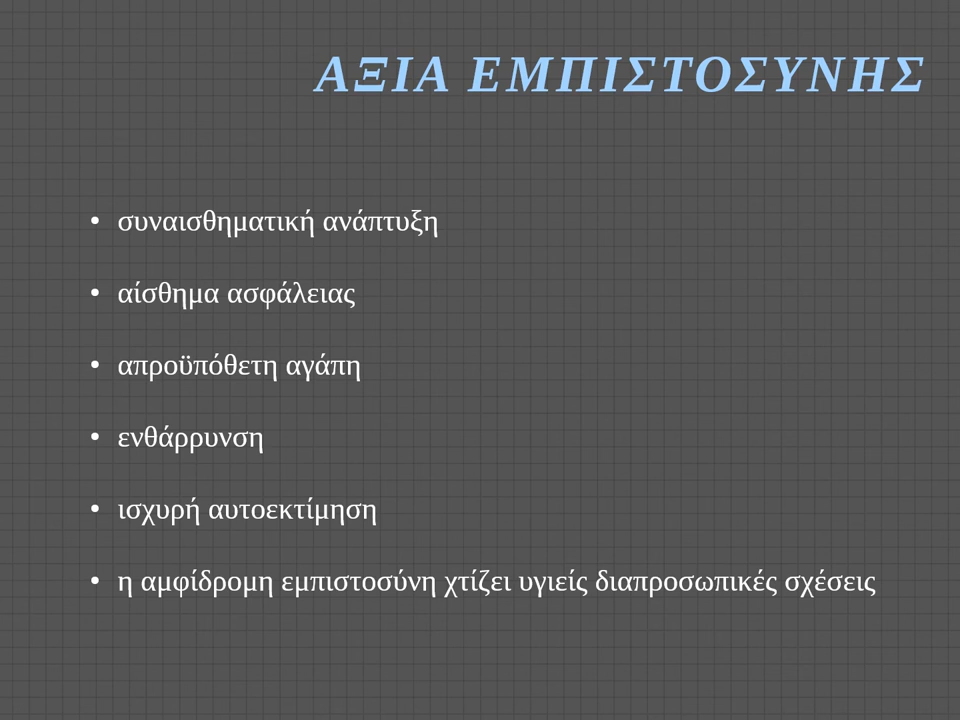 ΑΞΙΑ ΕΜΠΙΣΤΟΣΥΝΗΣ
• συναισθηματική ανάπτυξη
• αίσθημα ασφάλειας
• απροϋπόθετη αγάπη
• ενθάρρυνση
• ισχυρή αυτοεκτίμηση
• η αμφίδρομη εμπιστοσύνη χτίζει υγιείς διαπροσωπικές σχέσεις